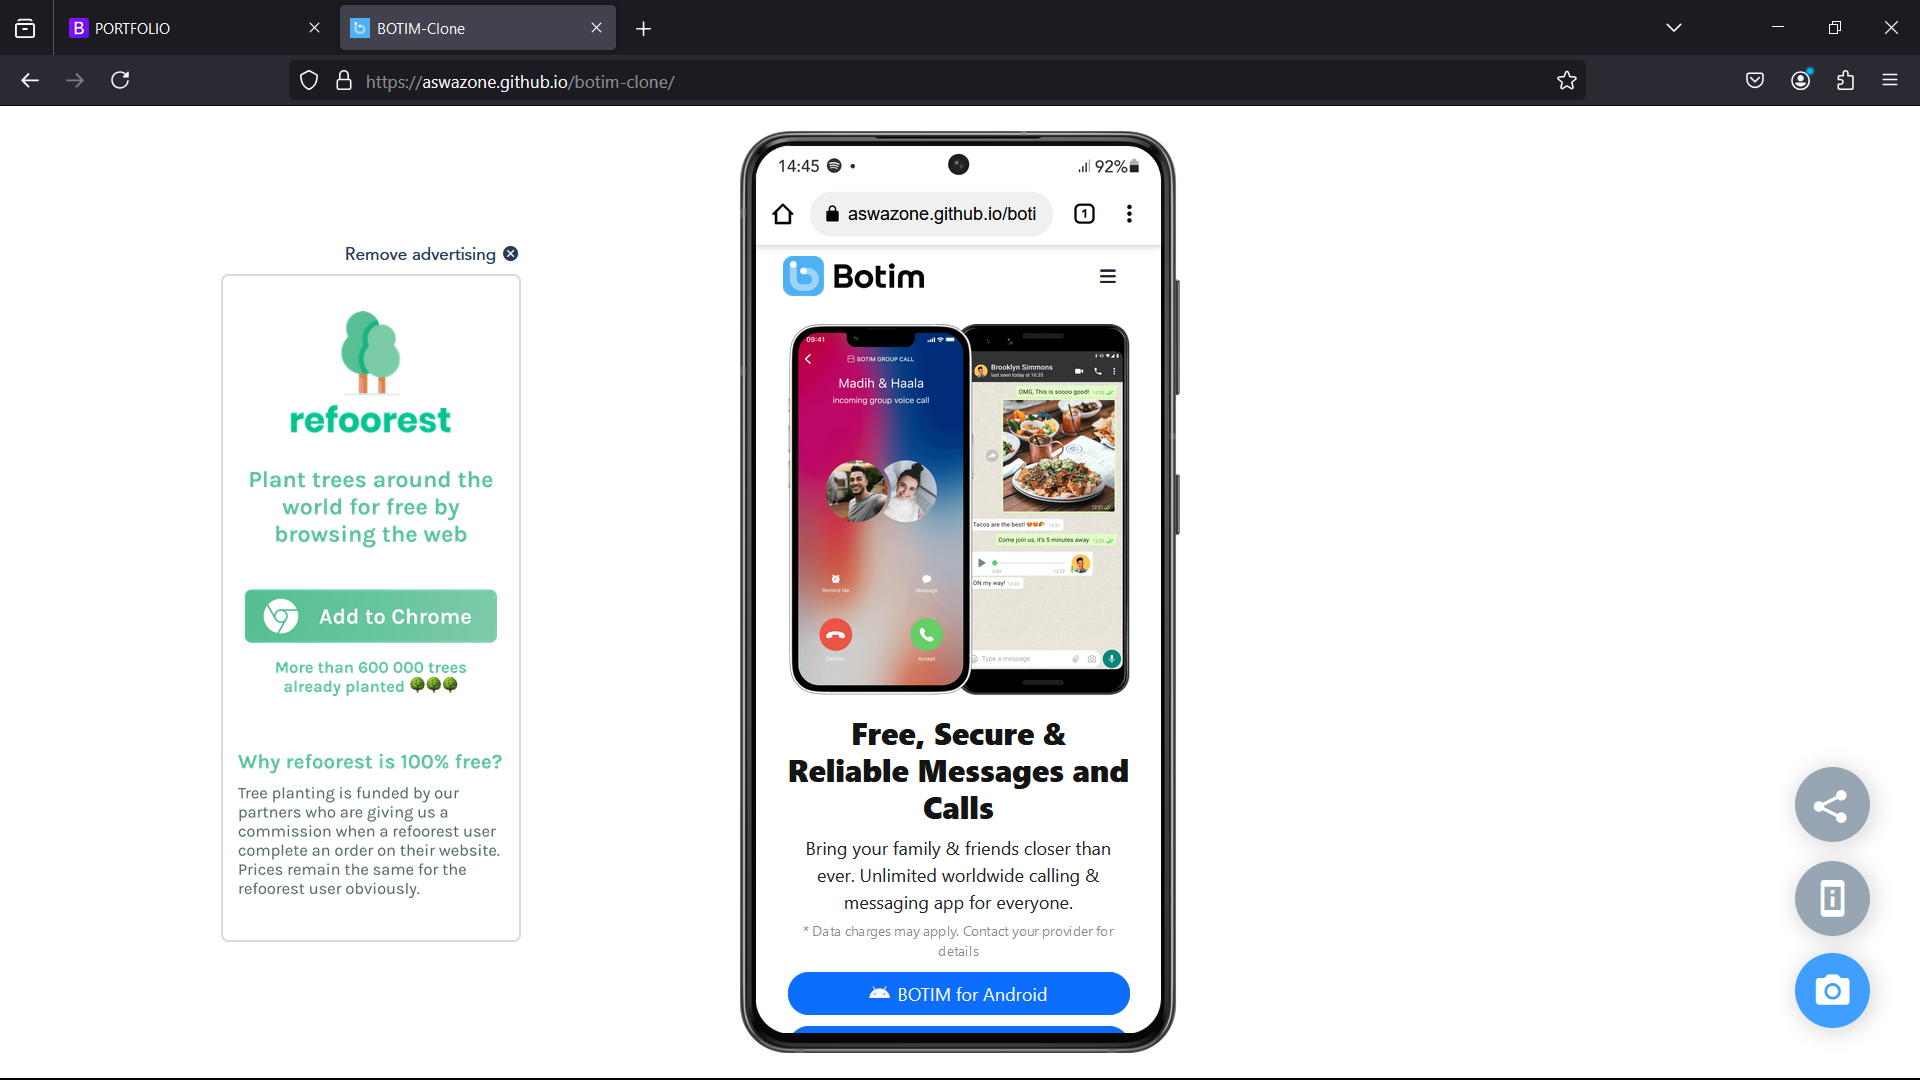 PORTFOLIO
BOTIM-Clone
https://aswazone.github.io/botim-clone/
Remove advertising
refoorest
Plant trees around the
world for free by
browsing the web
Add to Chrome
More than 600 000 trees
already planted 🌳🌳🌳
Why refoorest is 100% free?
Tree planting is funded by our
partners who are giving us a
commission when a refoorest user
complete an order on their website.
Prices remain the same for the
refoorest user obviously.
14:45
92%
aswazone.github.io/boti
1
Botim
09:41
BOTIM GROUP CALL
Madih & Haala
incoming group voice call
Remind Me
Message
Decline
Accept
Brooklyn Simmons
last seen today at 16:35
OMG, This is soooo good!
Tacos are the best!
Come join us, it's 5 minutes away
ON my way!
Type a message
Free, Secure &
Reliable Messages and
Calls
Bring your family & friends closer than
ever. Unlimited worldwide calling &
messaging app for everyone.
* Data charges may apply. Contact your provider for
details
BOTIM for Android